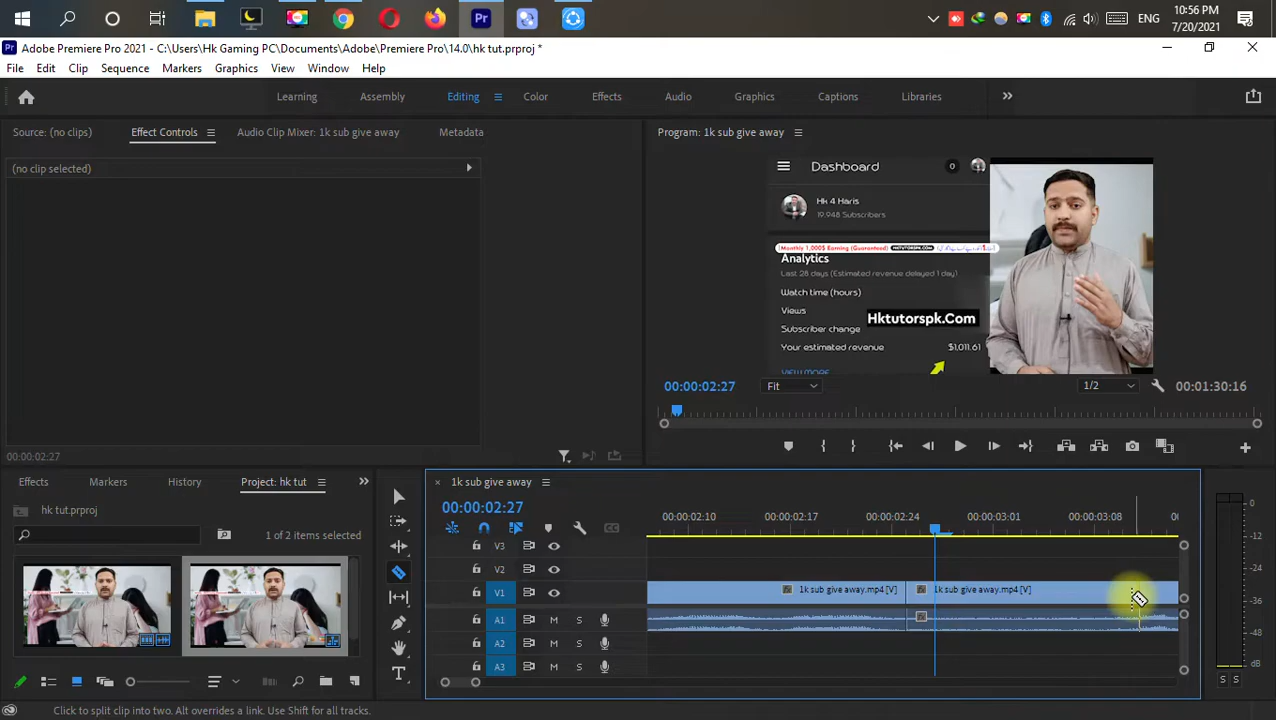 10:56 PM
ENG
7/20/2021
Adobe Premiere Pro 2021 - C:\Users\Hk Gaming PC\Documents\Adobe\Premiere Pro\14.0\hk tut.prproj *
File Edit Clip Sequence Markers Graphics View Window Help
Learning Assembly Editing Color Effects Audio Graphics Captions Libraries
Source: (no clips) Effect Controls Audio Clip Mixer: 1k sub give away Metadata
Program: 1k sub give away
(no clip selected)
Dashboard 0
Hk 4 Haris
19,948 Subscribers
[Monthly 1,000$ Earning (Guaranteed) HKTUTORSPK.COM
Analytics
Last 28 days (Estimated revenue delayed 1 day)
Watch time (hours)
Views
Subscriber change
Hktutorspk.Com
Your estimated revenue $1,011.61
VIEW MORE
00:00:02:27 Fit 1/2 00:01:30:16
00:00:02:27
Effects Markers History Project: hk tut
hk tut.prproj
1 of 2 items selected
1k sub give away
00:00:02:27
00:00:02:10 00:00:02:17 00:00:02:24 00:00:03:01 00:00:03:08 00
V3
V2
V1 1k sub give away.mp4 [V] 1k sub give away.mp4 [V]
A1 M S
A2 M S
A3 M S
0
-12
-24
-36
-48
dB
S S
Click to split clip into two. Alt overrides a link. Use Shift for all tracks.